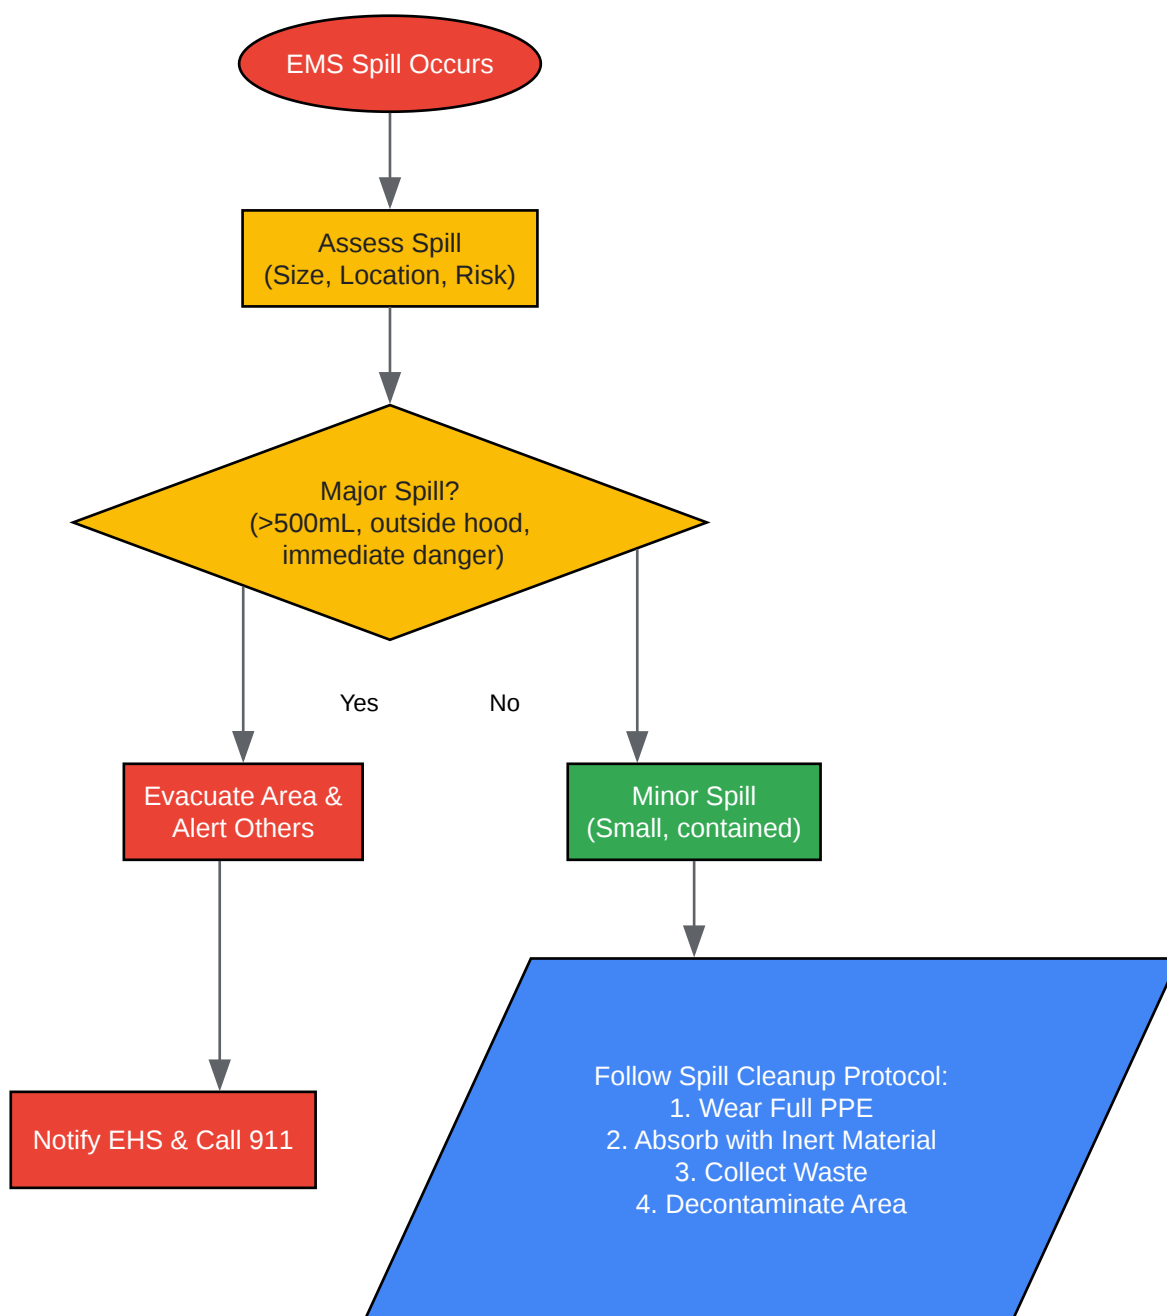 EMS Spill Occurs
Assess Spill
(Size, Location, Risk)
Major Spill?
(>500mL, outside hood,
immediate danger)
Yes
No
Evacuate Area &
Alert Others
Minor Spill
(Small, contained)
Notify EHS & Call 911
Follow Spill Cleanup Protocol:
1. Wear Full PPE
2. Absorb with Inert Material
3. Collect Waste
4. Decontaminate Area